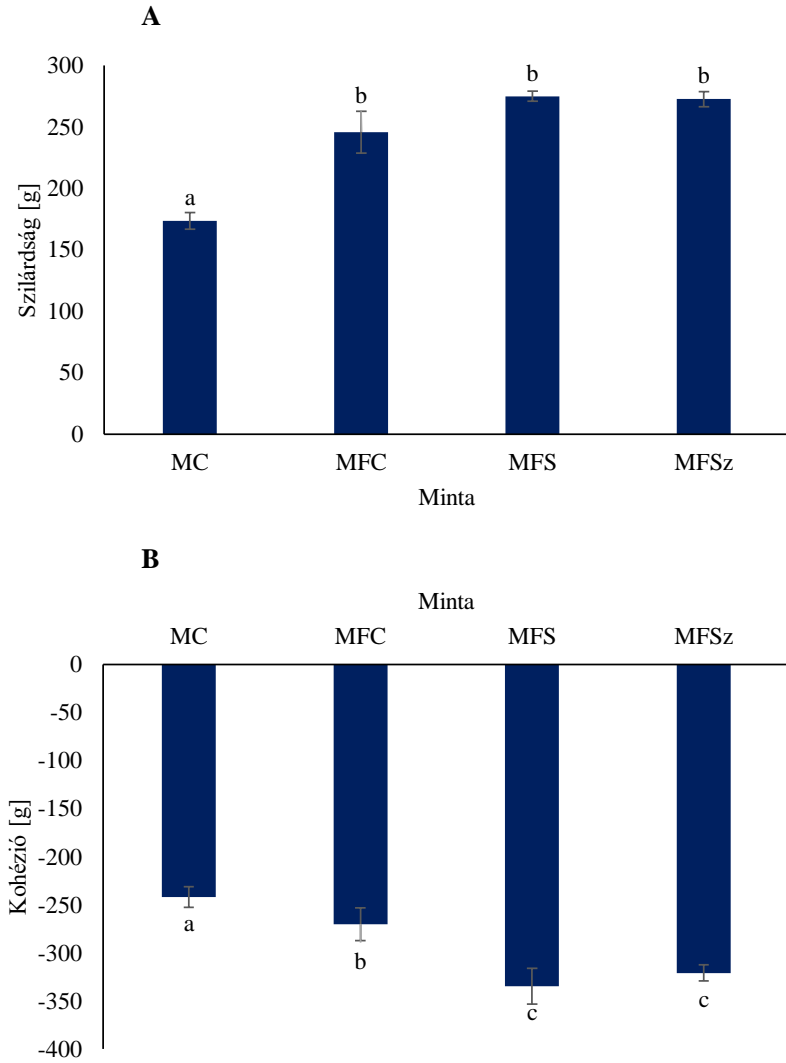 A
300
250
200
150
100
50
0
Szilárdság [g]
a
b
b
b
MC MFC MFS MFSz
Minta
B
Minta
MC MFC MFS MFSz
0
-50
-100
-150
-200
-250
-300
-350
-400
Kohézió [g]
a
b
c
c